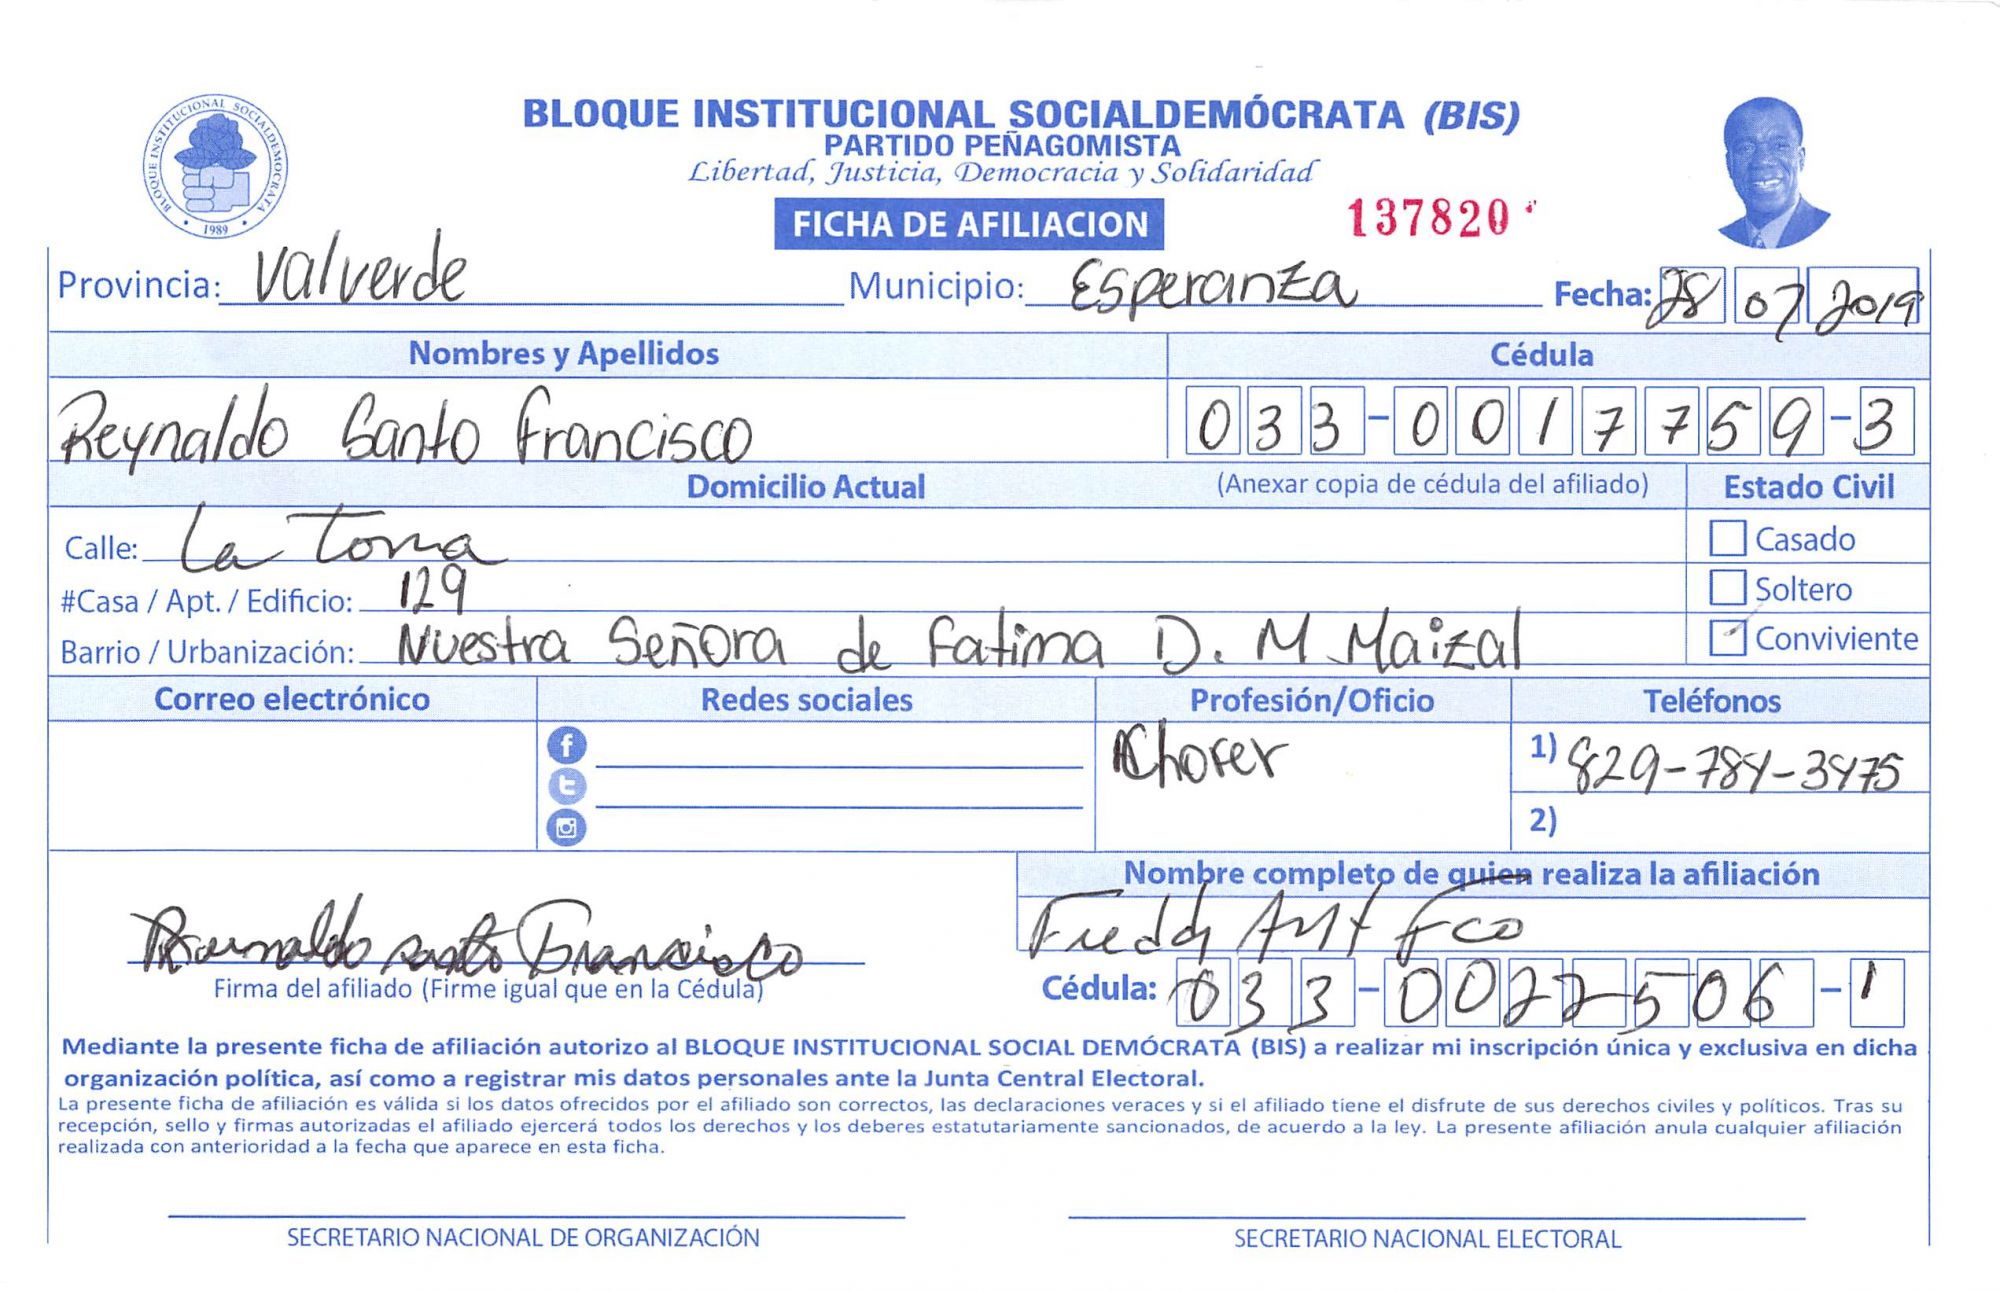 BLOQUE INSTITUCIONAL SOCIALDEMOCRATA
1989
BLOQUE INSTITUCIONAL SOCIALDEMÓCRATA (BIS)
PARTIDO PEÑAGOMISTA
Libertad, Justicia, Democracia y Solidaridad
FICHA DE AFILIACION 137820
Provincia: Valverde Municipio: Esperanza Fecha: 28 07 2019
Nombres y Apellidos Cédula
Reynaldo Santo Francisco 033-0017759-3
Domicilio Actual (Anexar copia de cédula del afiliado) Estado Civil
Calle: La Toma Casado
#Casa / Apt. / Edificio: 129 Soltero
Barrio / Urbanización: Nuestra Señora de Fatima D. M. Maizal Conviviente
Correo electrónico Redes sociales Profesión/Oficio Teléfonos
Chofer 1) 829-784-3475
2)
Nombre completo de quien realiza la afiliación
Freddy Ant Fco
Santo Francisco
Firma del afiliado (Firme igual que en la Cédula) Cédula: 033-0022506-1
Mediante la presente ficha de afiliación autorizo al BLOQUE INSTITUCIONAL SOCIAL DEMÓCRATA (BIS) a realizar mi inscripción única y exclusiva en dicha
organización política, así como a registrar mis datos personales ante la Junta Central Electoral.
La presente ficha de afiliación es válida si los datos ofrecidos por el afiliado son correctos, las declaraciones veraces y si el afiliado tiene el disfrute de sus derechos civiles y políticos. Tras su
recepción, sello y firmas autorizadas el afiliado ejercerá todos los derechos y los deberes estatutariamente sancionados, de acuerdo a la ley. La presente afiliación anula cualquier afiliación
realizada con anterioridad a la fecha que aparece en esta ficha.
SECRETARIO NACIONAL DE ORGANIZACIÓN SECRETARIO NACIONAL ELECTORAL